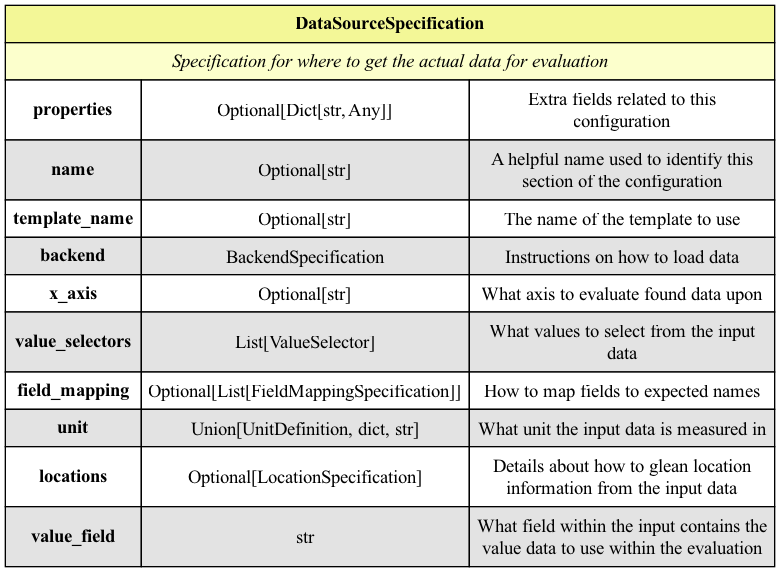 DataSourceSpecification
Specification for where to get the actual data for evaluation
properties Optional[Dict[str, Any]] Extra fields related to this
configuration
name Optional[str] A helpful name used to identify this
section of the configuration
template_name Optional[str] The name of the template to use
backend BackendSpecification Instructions on how to load data
x_axis Optional[str] What axis to evaluate found data upon
value_selectors List[ValueSelector] What values to select from the input
data
field_mapping Optional[List[FieldMappingSpecification]] How to map fields to expected names
unit Union[UnitDefinition, dict, str] What unit the input data is measured in
locations Optional[LocationSpecification] Details about how to glean location
information from the input data
value_field str What field within the input contains the
value data to use within the evaluation